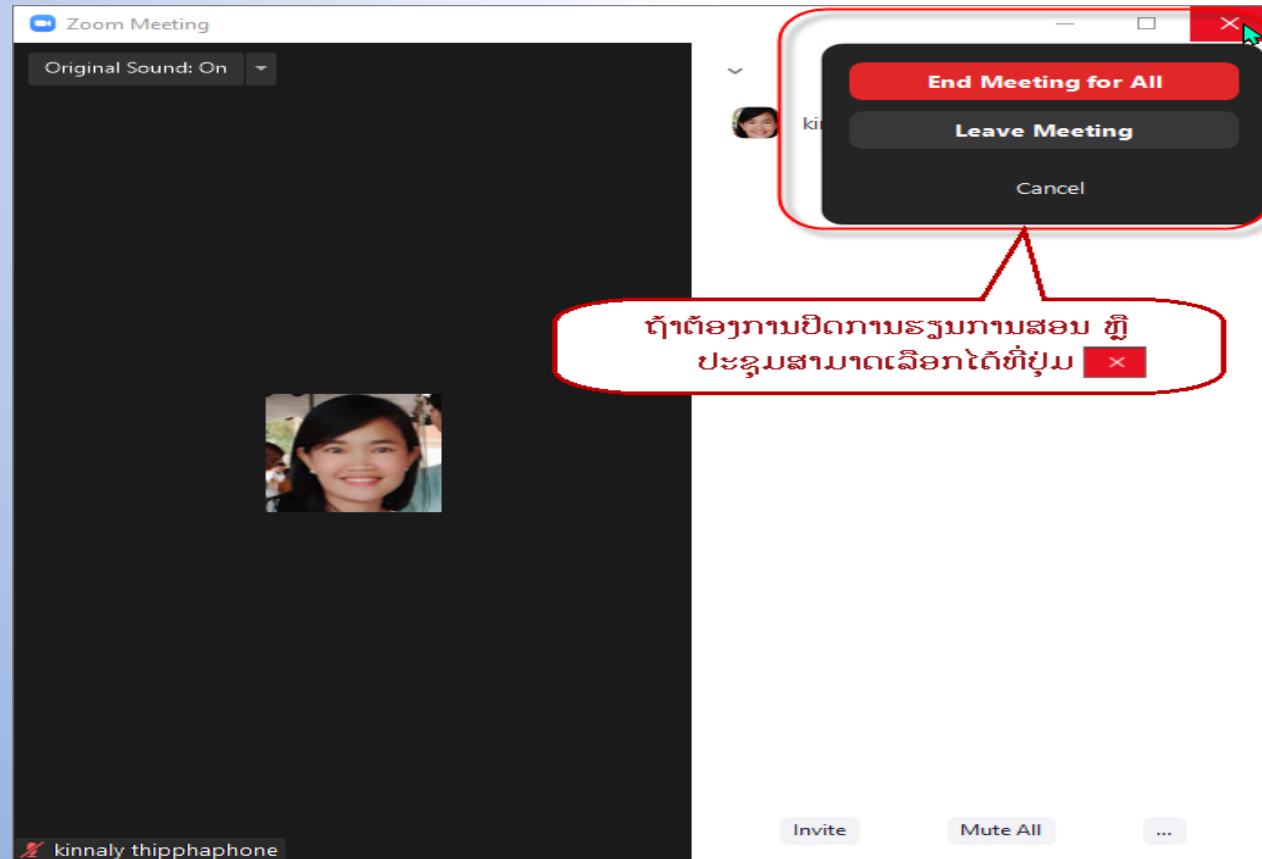 Zoom Meeting
Original Sound: On
End Meeting for All
ki
Leave Meeting
Cancel
ຖ້າຕ້ອງການປິດການຮຽນການສອນ ຫຼື
ປະຊຸມສາມາດເລືອກໄດ້ທີ່ປຸ່ມ
Invite
Mute All
...
kinnaly thipphaphone